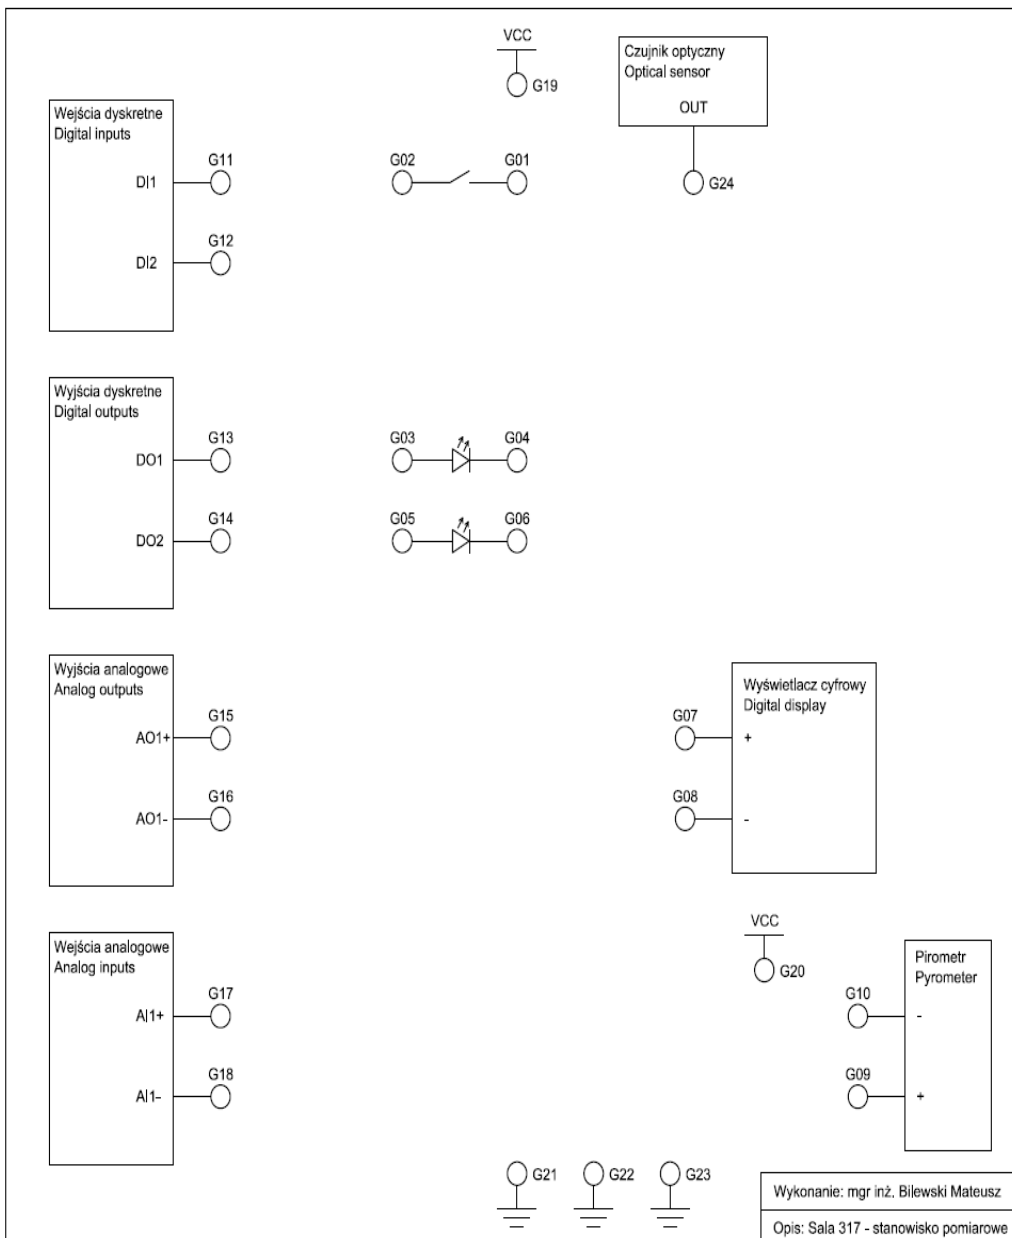 VCC
G19
Czujnik optyczny
Optical sensor
OUT
G24
Wejścia dyskretne
Digital inputs
DI1
G11
G02
G01
DI2
G12
Wyjścia dyskretne
Digital outputs
DO1
G13
G03
G04
DO2
G14
G05
G06
Wyjścia analogowe
Analog outputs
AO1+
G15
AO1-
G16
Wyświetlacz cyfrowy
Digital display
G07
+
G08
-
Wejścia analogowe
Analog inputs
AI1+
G17
AI1-
G18
VCC
G20
Pirometr
Pyrometer
G10
-
G09
+
G21
G22
G23
Wykonanie: mgr inż. Bilewski Mateusz
Opis: Sala 317 - stanowisko pomiarowe